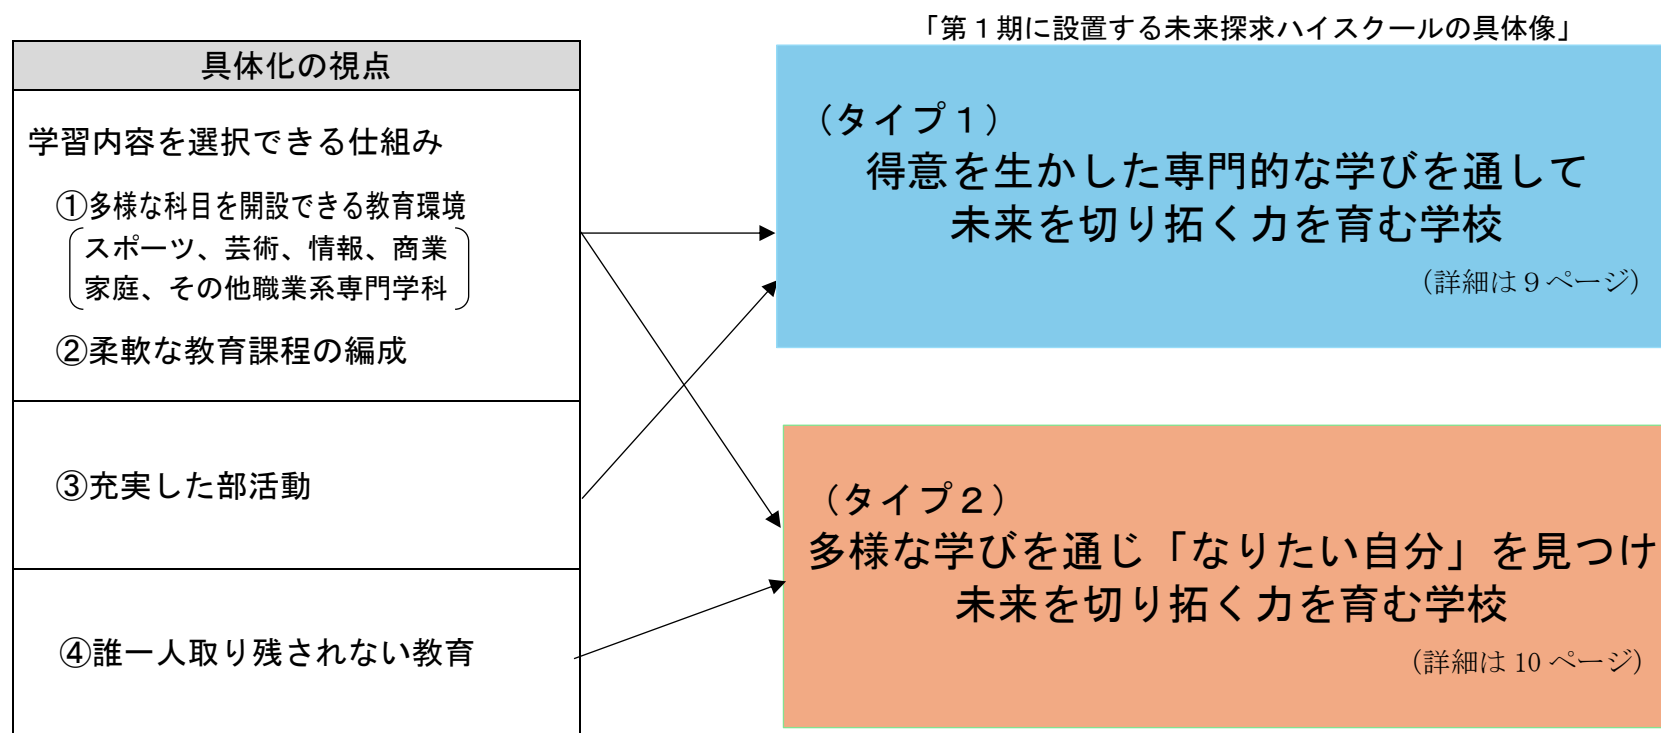 「第１期に設置する未来探求ハイスクールの具体像」
具体化の視点
学習内容を選択できる仕組み
①多様な科目を開設できる教育環境
スポーツ、芸術、情報、商業
家庭、その他職業系専門学科
②柔軟な教育課程の編成
③充実した部活動
④誰一人取り残されない教育
（タイプ１）
得意を生かした専門的な学びを通して
未来を切り拓く力を育む学校
（詳細は９ページ）
（タイプ２）
多様な学びを通じ「なりたい自分」を見つけ
未来を切り拓く力を育む学校
（詳細は 10 ページ）